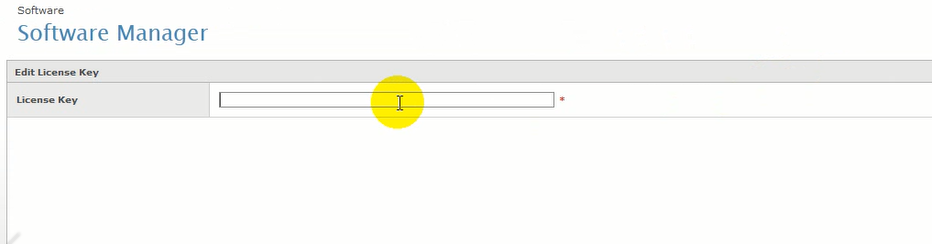 Software
Software Manager
Edit License Key
License Key *